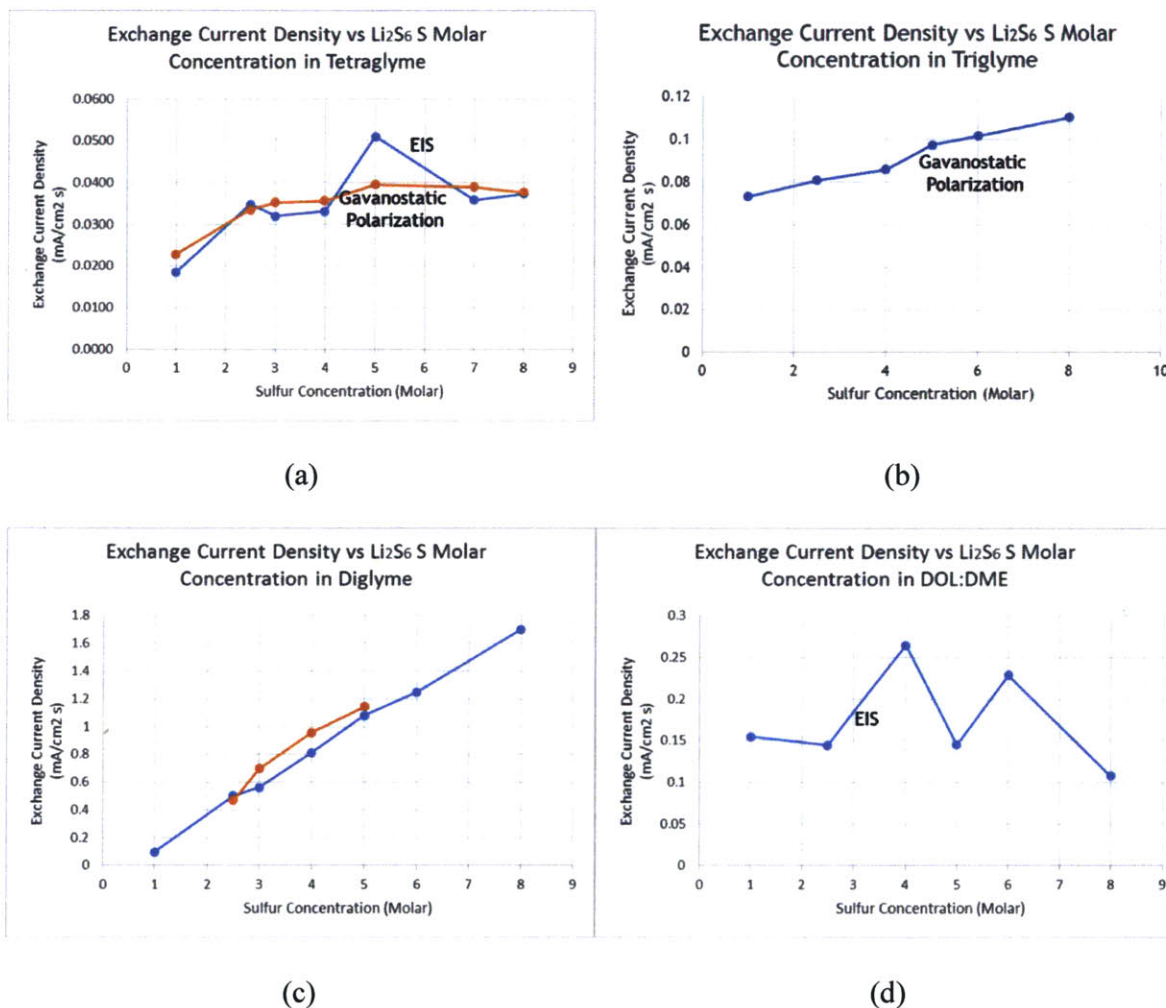 Exchange Current Density vs Li₂S₆ S Molar
Concentration in Tetraglyme
Exchange Current Density
(mA/cm2 s)
0.0600
0.0500
0.0400
0.0300
0.0200
0.0100
0.0000
EIS
Gavanostatic
Polarization
0 1 2 3 4 5 6 7 8 9
Sulfur Concentration (Molar)
(a)
Exchange Current Density vs Li₂S₆ S Molar
Concentration in Triglyme
Exchange Current Density
(mA/cm2 s)
0.12
0.1
0.08
0.06
0.04
0.02
0
Gavanostatic
Polarization
0 2 4 6 8 10
Sulfur Concentration (Molar)
(b)
Exchange Current Density vs Li₂S₆ S Molar
Concentration in Diglyme
Exchange Current Density
(mA/cm2 s)
1.8
1.6
1.4
1.2
1
0.8
0.6
0.4
0.2
0
0 1 2 3 4 5 6 7 8 9
Sulfur Concentration (Molar)
(c)
Exchange Current Density vs Li₂S₆ S Molar
Concentration in DOL:DME
Exchange Current Density
(mA/cm2 s)
0.3
0.25
0.2
0.15
0.1
0.05
0
EIS
0 1 2 3 4 5 6 7 8 9
Sulfur Concentration (Molar)
(d)